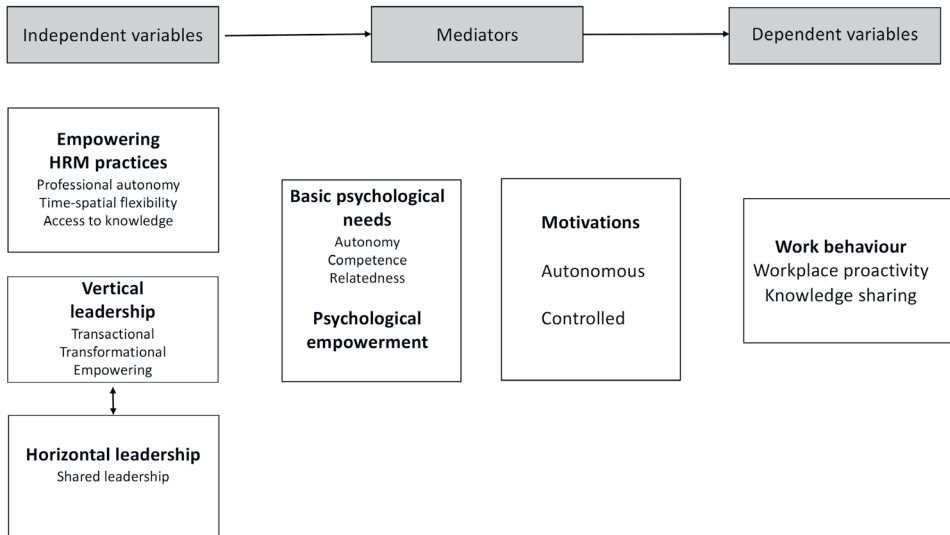 Independent variables
Mediators
Dependent variables
Empowering
HRM practices
Professional autonomy
Time-spatial flexibility
Access to knowledge
Vertical
leadership
Transactional
Transformational
Empowering
Horizontal leadership
Shared leadership
Basic psychological
needs
Autonomy
Competence
Relatedness
Psychological
empowerment
Motivations
Autonomous
Controlled
Work behaviour
Workplace proactivity
Knowledge sharing